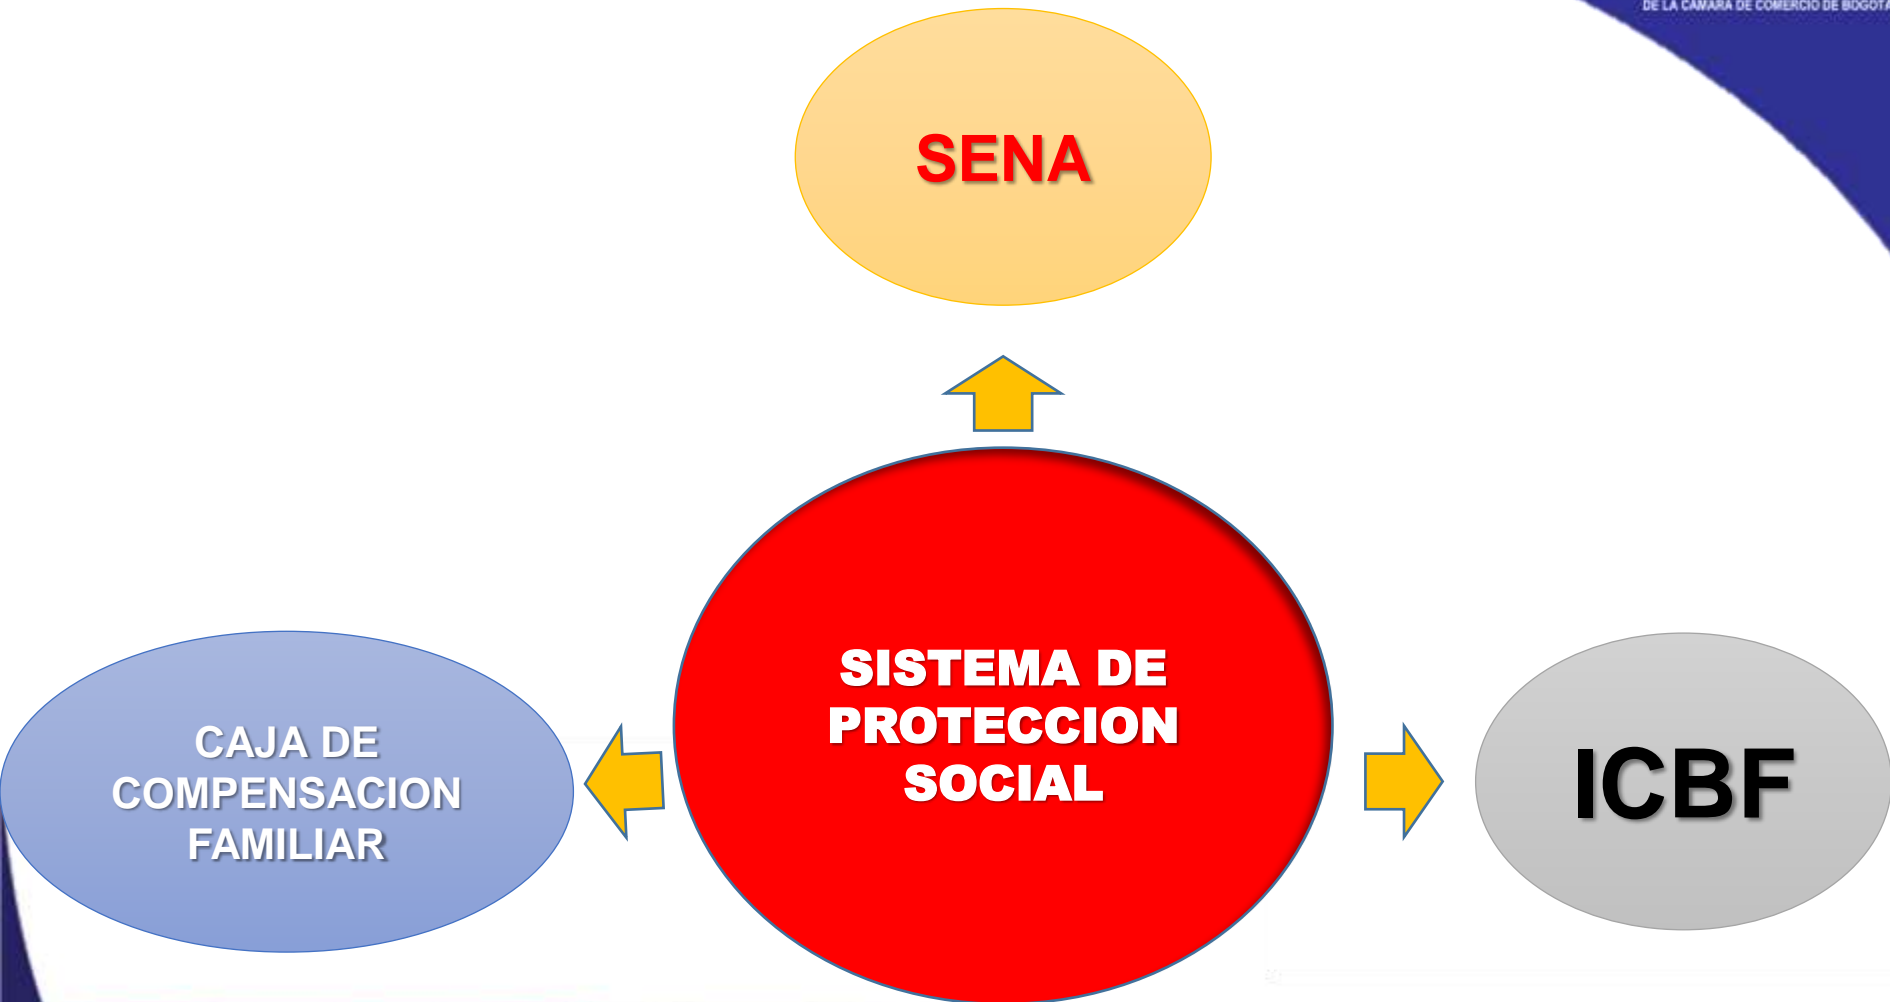 DE LA CAMARA DE COMERCIO DE BOGOTA
SENA
SISTEMA DE
PROTECCION
SOCIAL
CAJA DE
COMPENSACION
FAMILIAR
ICBF